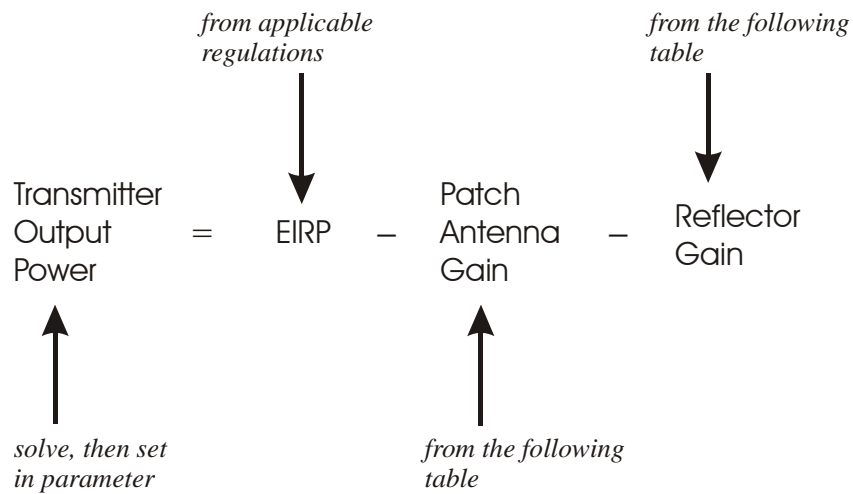 from applicable
regulations
from the following
table
Transmitter
Output
Power
=
EIRP
–
Patch
Antenna
Gain
–
Reflector
Gain
solve, then set
in parameter
from the following
table